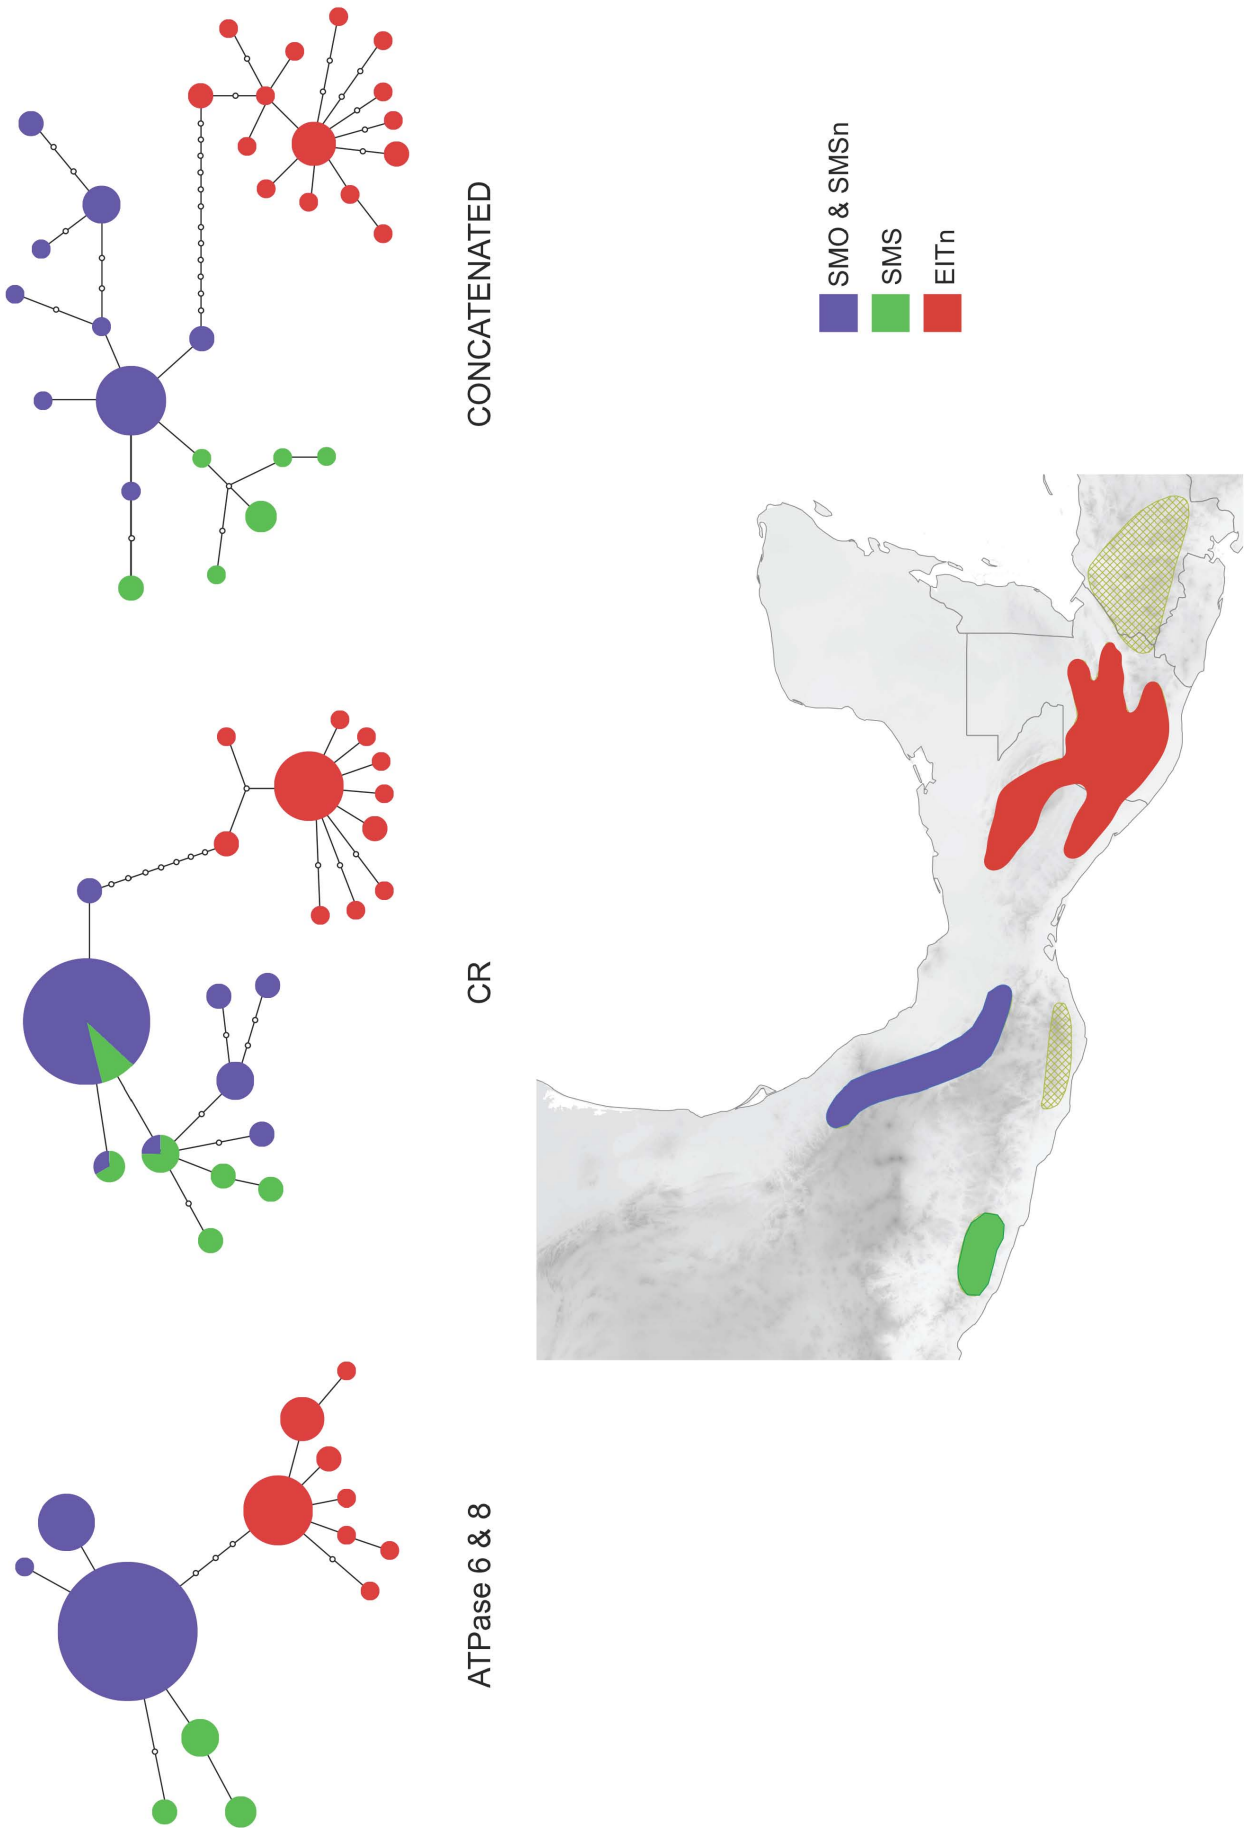 ATPase 6 & 8
CR
CONCATENATED
SMO & SMSn
SMS
EITn